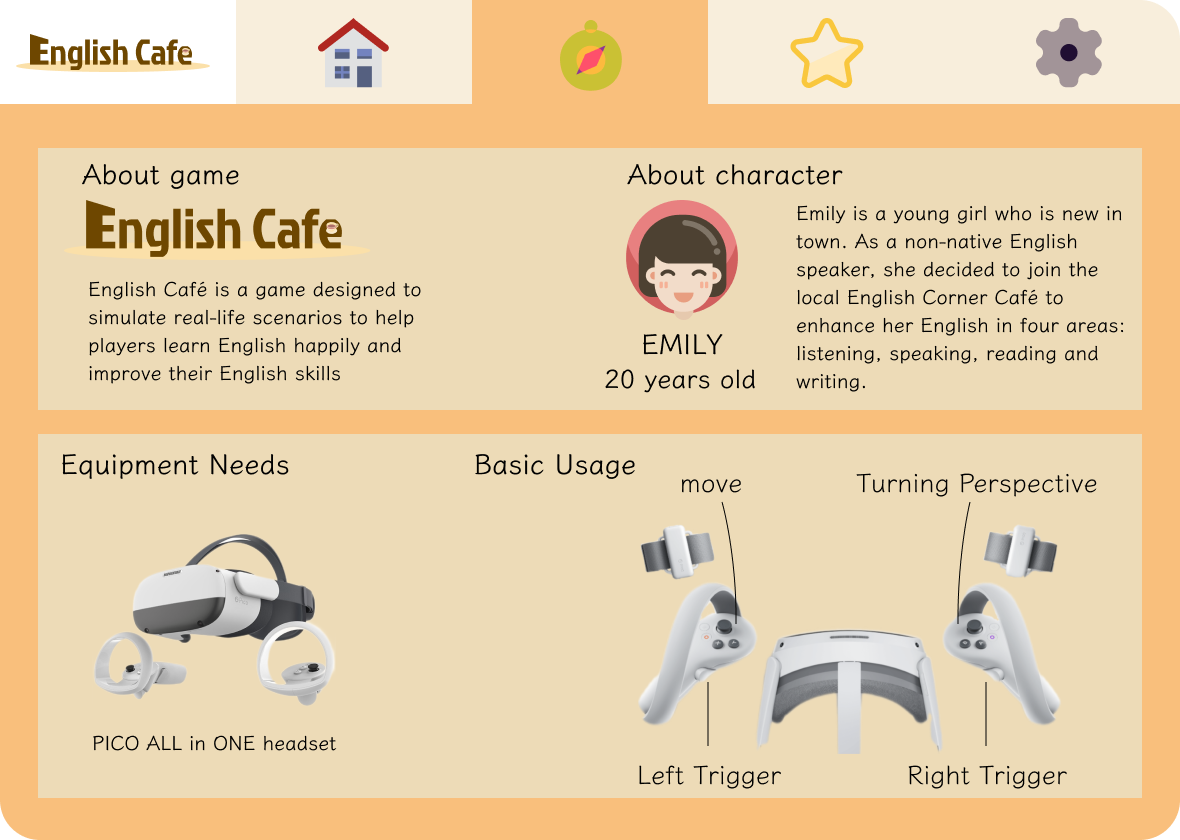 English Cafe
About game
English Cafe
English Café is a game designed to
simulate real-life scenarios to help
players learn English happily and
improve their English skills
About character
EMILY
20 years old
Emily is a young girl who is new in
town. As a non-native English
speaker, she decided to join the
local English Corner Café to
enhance her English in four areas:
listening, speaking, reading and
writing.
Equipment Needs
PICO ALL in ONE headset
Basic Usage
move
Turning Perspective
Left Trigger
Right Trigger